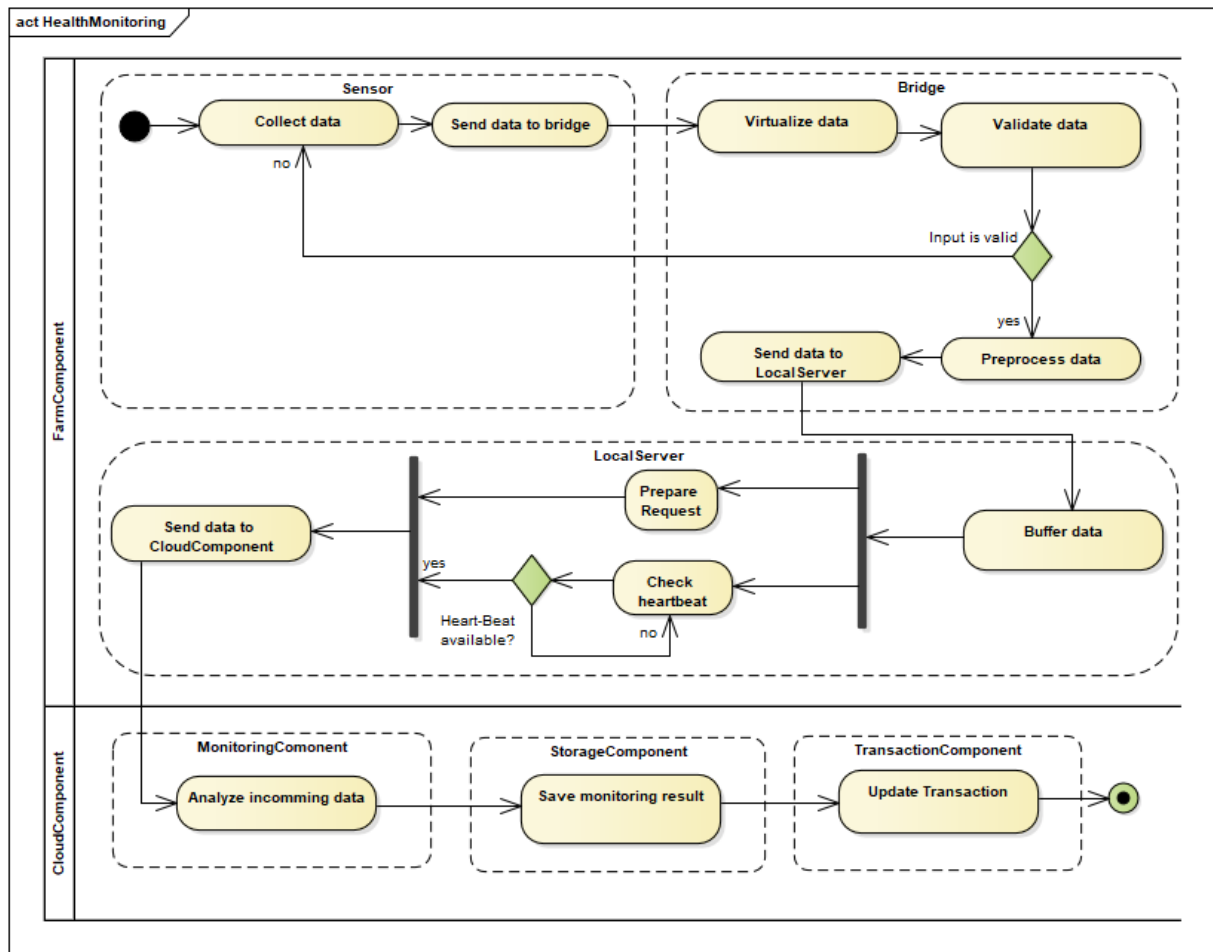 act HealthMonitoring
FarmComponent
Sensor
Collect data
Send data to bridge
no
Bridge
Virtualize data
Validate data
Input is valid
yes
Preprocess data
Send data to
LocalServer
LocalServer
Buffer data
Prepare
Request
Check
heartbeat
no
Heart-Beat
available?
yes
Send data to
CloudComponent
CloudComponent
MonitoringComonent
Analyze incomming data
StorageComponent
Save monitoring result
TransactionComponent
Update Transaction